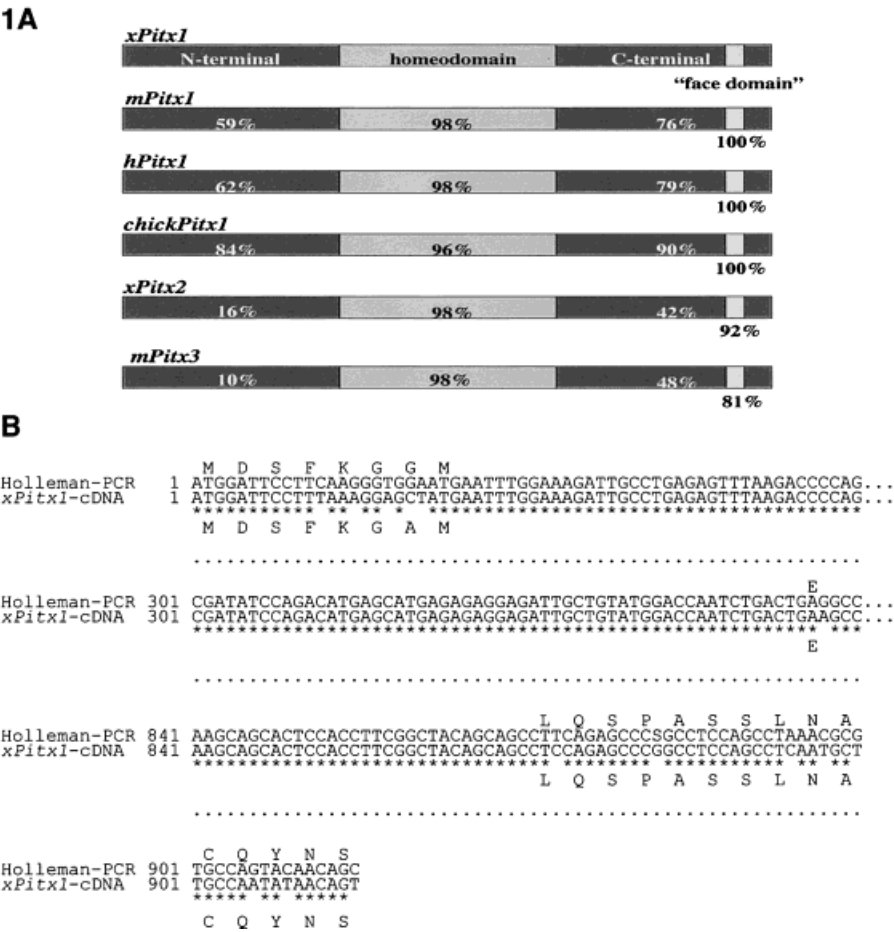 1A
xPitx1
N-terminal homeodomain C-terminal
“face domain”
mPitx1
59% 98% 76%
100%
hPitx1
62% 98% 79%
100%
chickPitx1
84% 96% 90%
100%
xPitx2
16% 98% 42%
92%
mPitx3
10% 98% 48%
81%
B
M D S F K G G M
Holleman-PCR 1 ATGGATTCCTTCAAGGGTGGAATGAATTTGGAAAGATTGCCTGAGAGTTTAAGACCCCAG...
xPitx1-cDNA 1 ATGGATTCCTTTAAAGGAGCTATGAATTTGGAAAGATTGCCTGAGAGTTTAAGACCCCAG...
*********** ** ** * *****************************************
M D S F K G A M
............................................................
E
Holleman-PCR 301 CGATATCCAGACATGAGCATGAGAGAGGAGATTGCTGTATGGACCAATCTGACTGAGGCC...
xPitx1-cDNA 301 CGATATCCAGACATGAGCATGAGAGAGGAGATTGCTGTATGGACCAATCTGACTGAAGCC...
******************************************************** ***
E
............................................................
L Q S P A S S L N A
Holleman-PCR 841 AAGCAGCACTCCACCTTCGGCTACAGCAGCCTTCAGAGCCCSGCCTCCAGCCTAAACGCG
xPitx1-cDNA 841 AAGCAGCACTCCACCTTCGGCTACAGCAGCCTCCAGAGCCCGGCCTCCAGCCTCAATGCT
******************************** ******** *********** ** **
L Q S P A S S L N A
............................................................
C Q Y N S
Holleman-PCR 901 TGCCAGTACAACAGC
xPitx1-cDNA 901 TGCCAATATAACAGT
***** ** *****
C Q Y N S